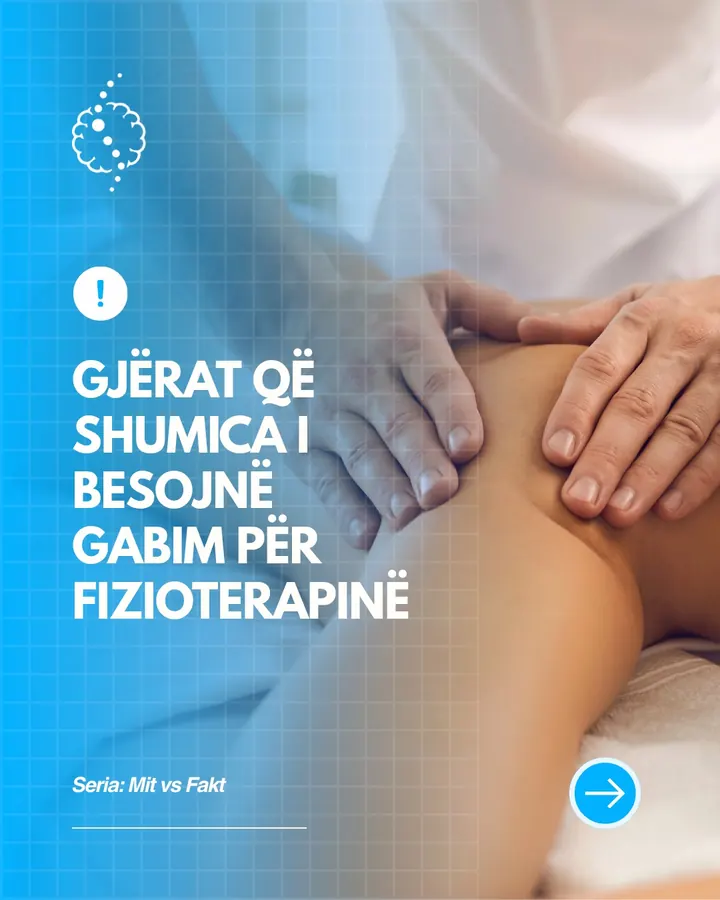 !
GJËRAT QË
SHUMICA I
BESOJNË
GABIM PËR
FIZIOTERAPINË
Seria: Mit vs Fakt